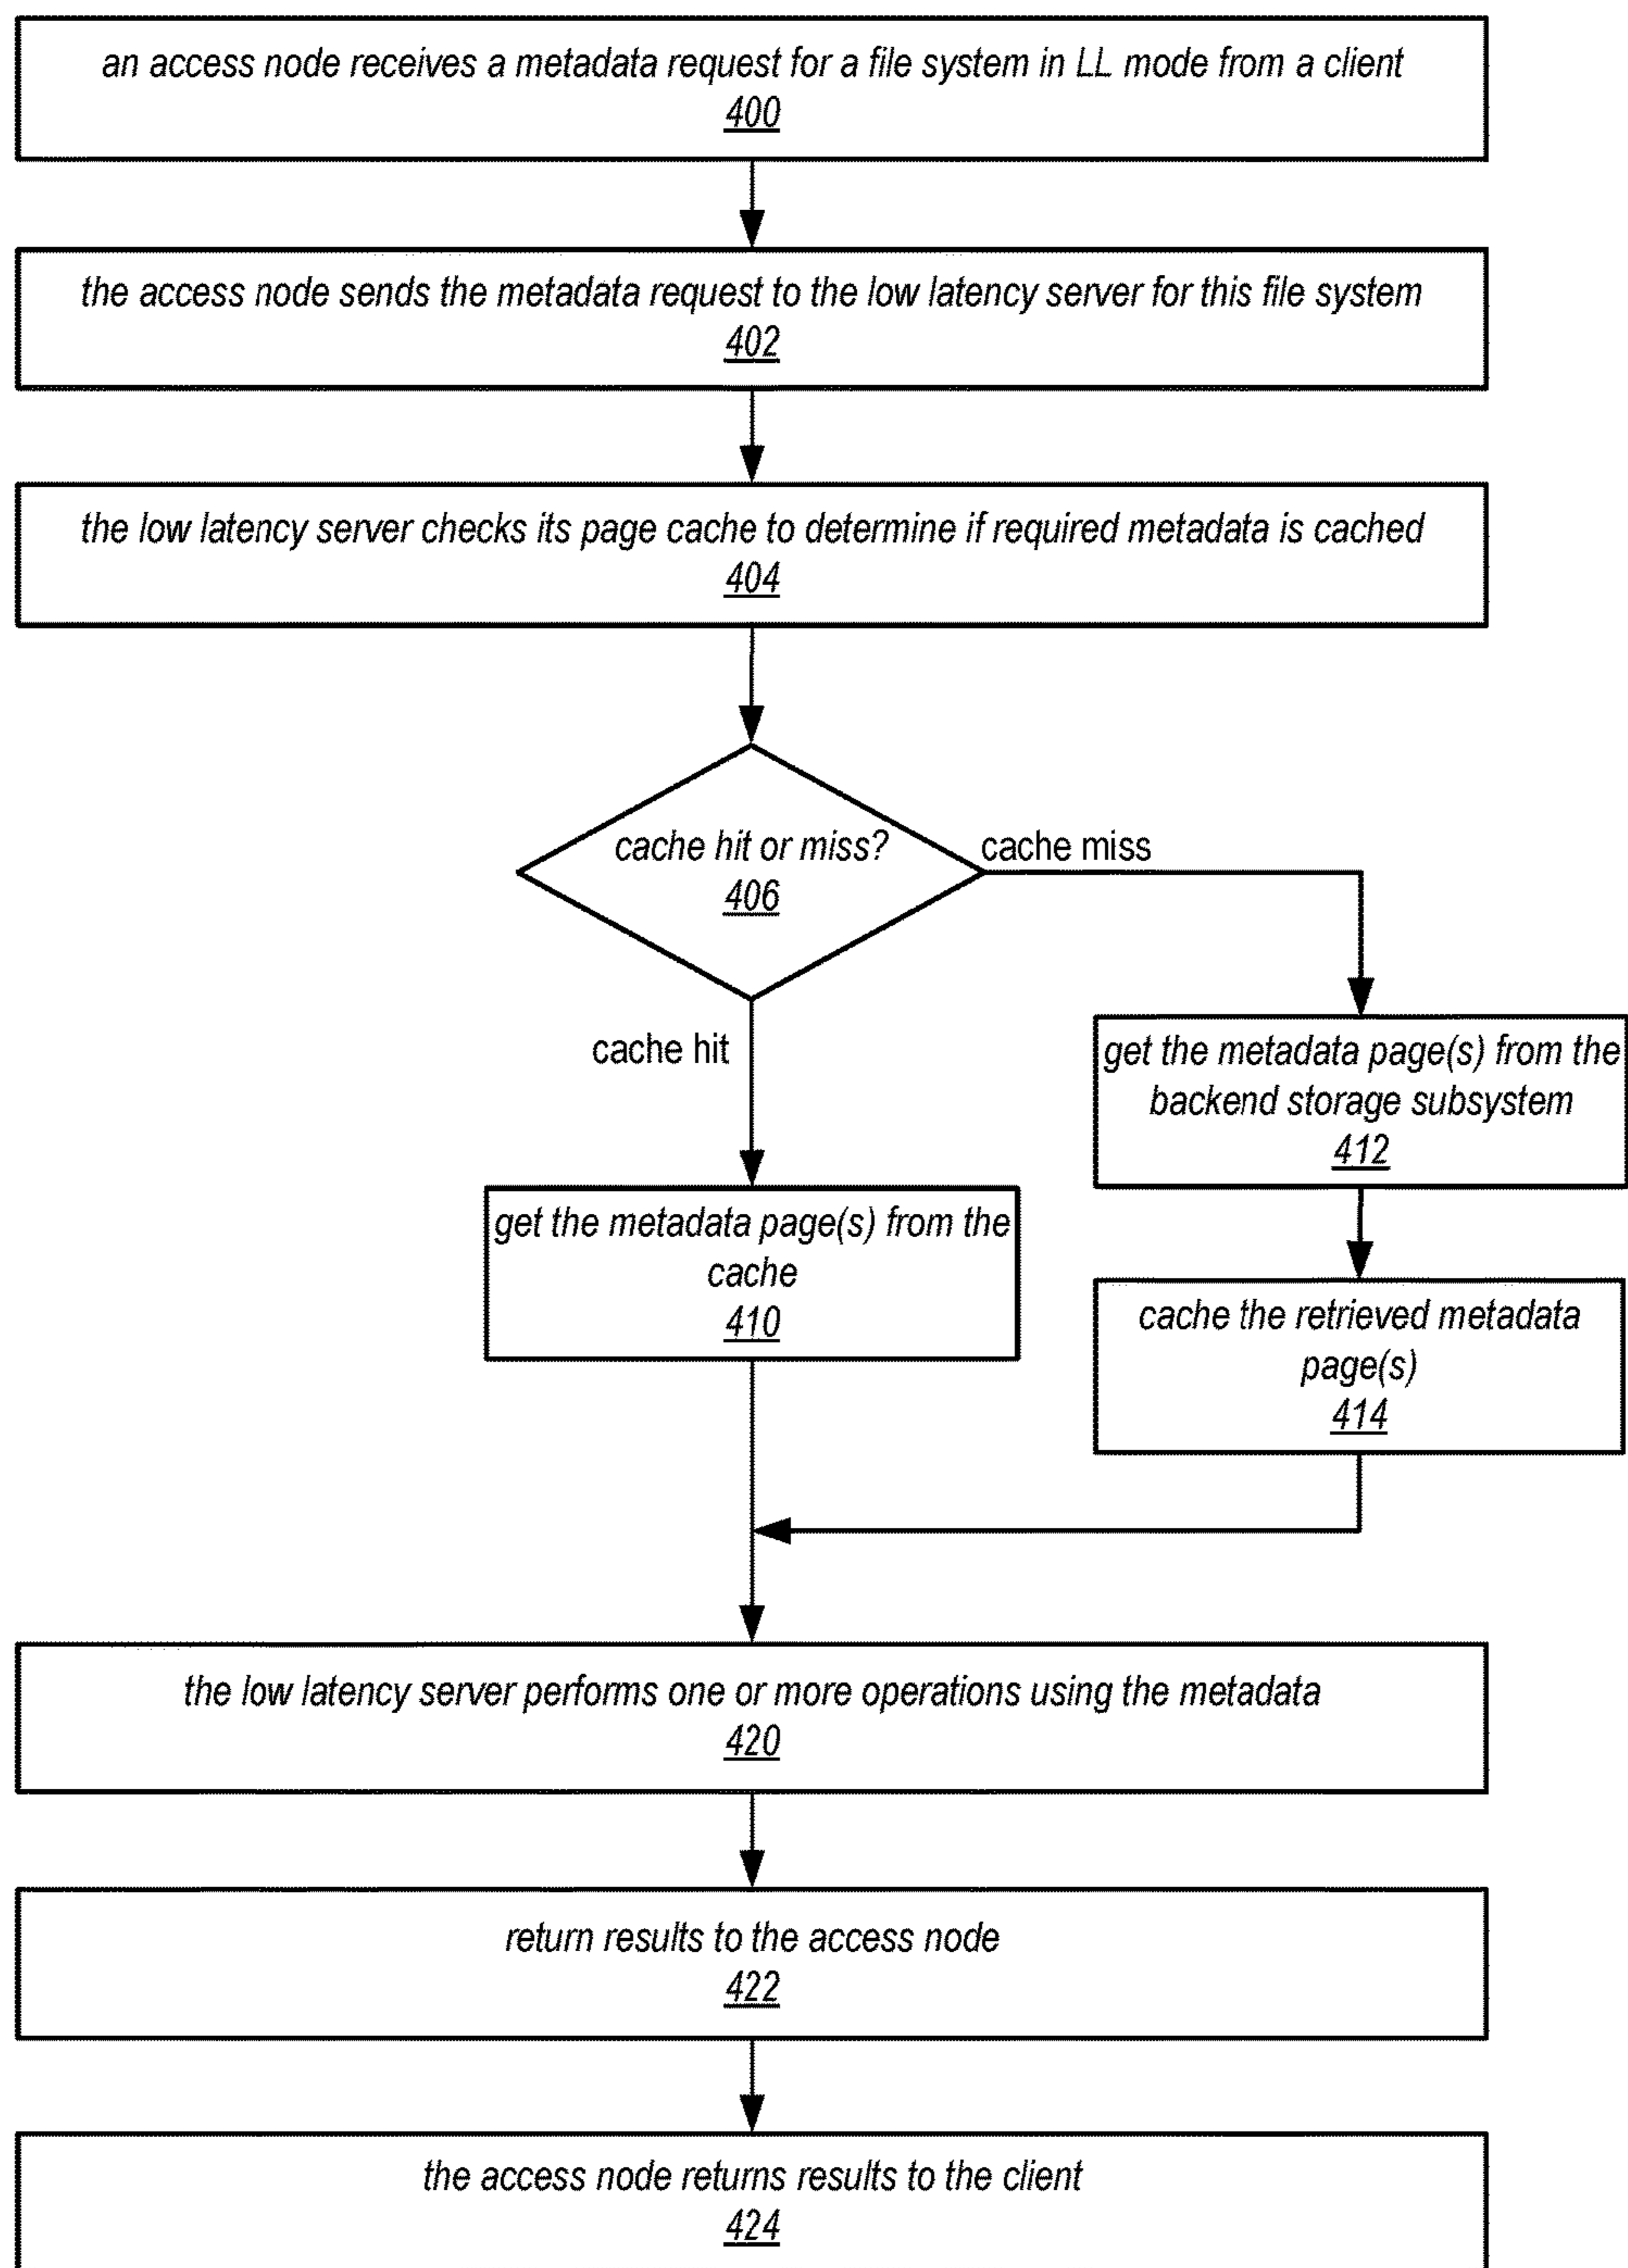 an access node receives a metadata request for a file system in LL mode from a client
400
the access node sends the metadata request to the low latency server for this file system
402
the low latency server checks its page cache to determine if required metadata is cached
404
cache hit or miss?
406
cache miss
cache hit
get the metadata page(s) from the
backend storage subsystem
412
get the metadata page(s) from the
cache
410
cache the retrieved metadata
page(s)
414
the low latency server performs one or more operations using the metadata
420
return results to the access node
422
the access node returns results to the client
424